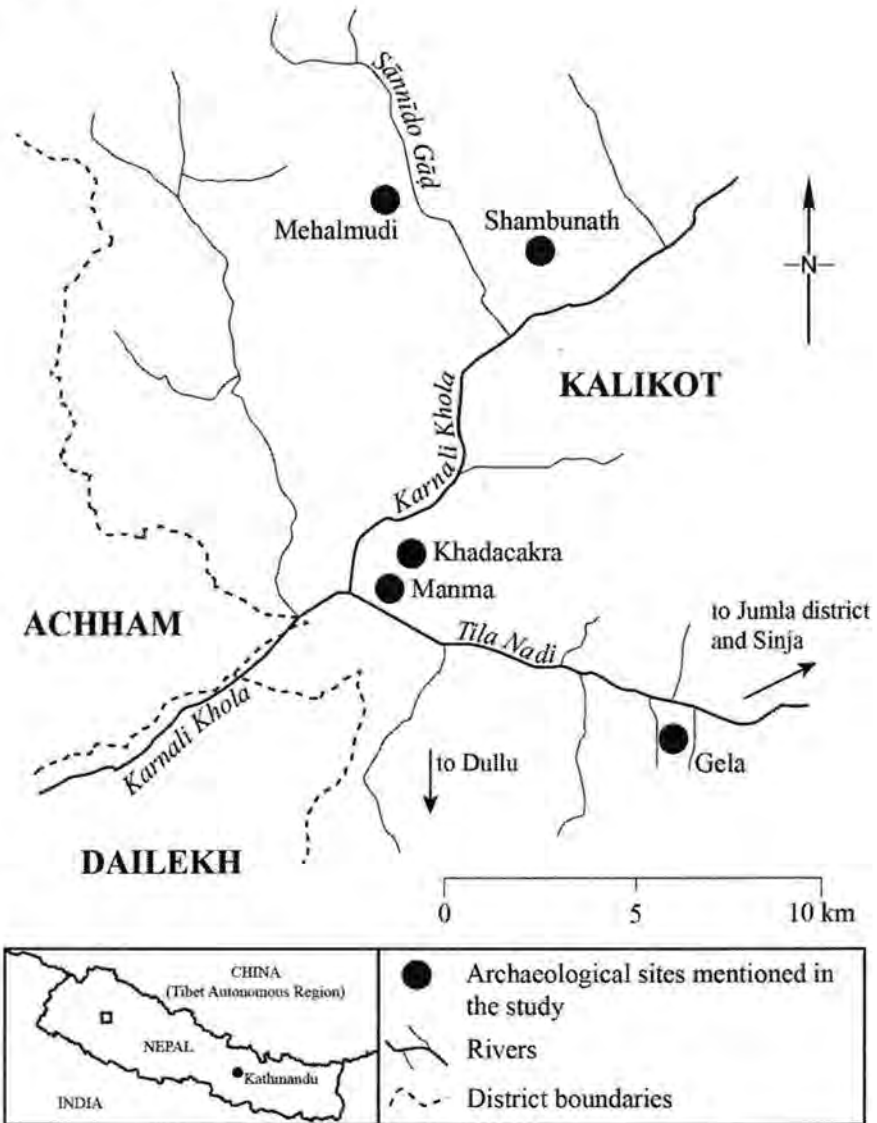 Sānnīdo Gāḍ
Mehalmudi
Shambunath
N
KALIKOT
Karnali Khola
Khadacakra
Manma
ACHHAM
Tila Nadi
to Jumla district
and Sinja
Karnali Khola
to Dullu
Gela
DAILEKH
0 5 10 km
CHINA
(Tibet Autonomous Region)
NEPAL
Kathmandu
INDIA
Archaeological sites mentioned in
the study
Rivers
District boundaries